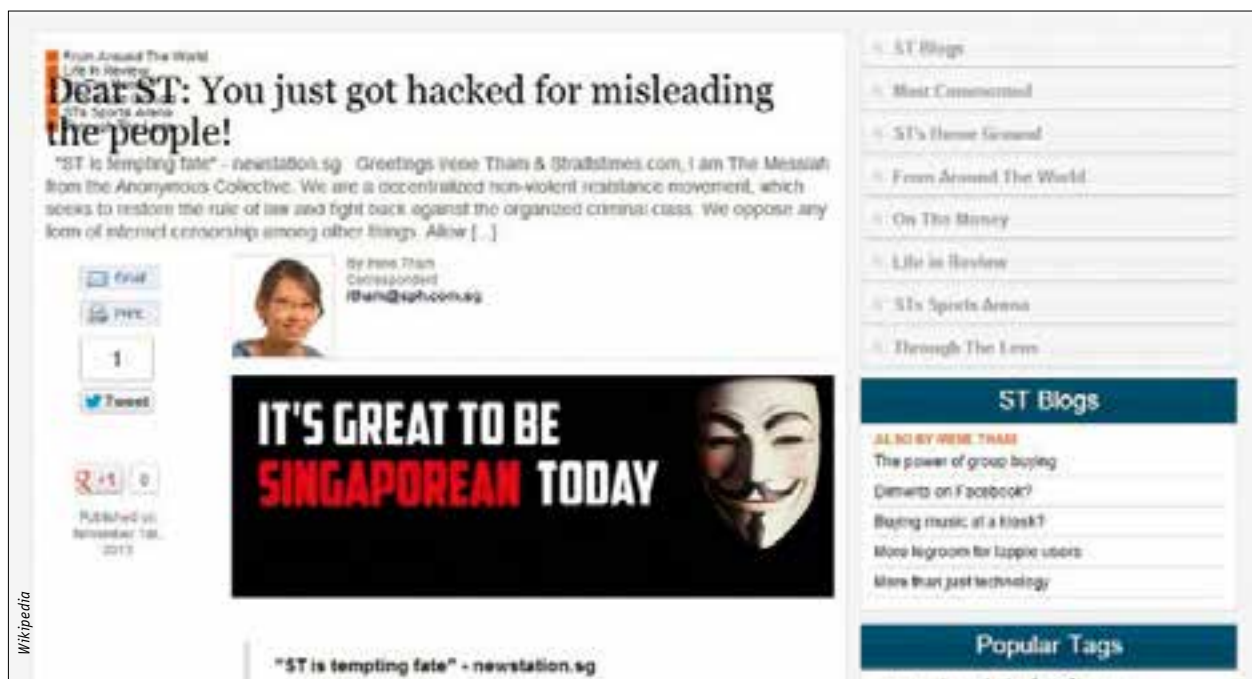 From Around The World
Life In Review
STs Sports Arena
Dear ST: You just got hacked for misleading
the people!
"ST is tempting fate" - newstation.sg Greetings Irene Tham & Straitstimes.com, I am The Messiah
from the Anonymous Collective. We are a decentralized non-violent resistance movement, which
seeks to restore the rule of law and fight back against the organized criminal class. We oppose any
form of internet censorship among other things. Allow [...]
Email
Print
1
Tweet
+1 0
Published on
November 1st,
2013
By Irene Tham
Correspondent
itham@sph.com.sg
IT'S GREAT TO BE
SINGAPOREAN TODAY
"ST is tempting fate" - newstation.sg
ST Blogs
Most Commented
ST's Home Ground
From Around The World
On The Money
Life in Review
STs Sports Arena
Through The Lens
ST Blogs
ALSO BY IRENE THAM
The power of group buying
Demerits on Facebook?
Buying music at a kiosk?
More legroom for users
More than just technology
Popular Tags
Wikipedia